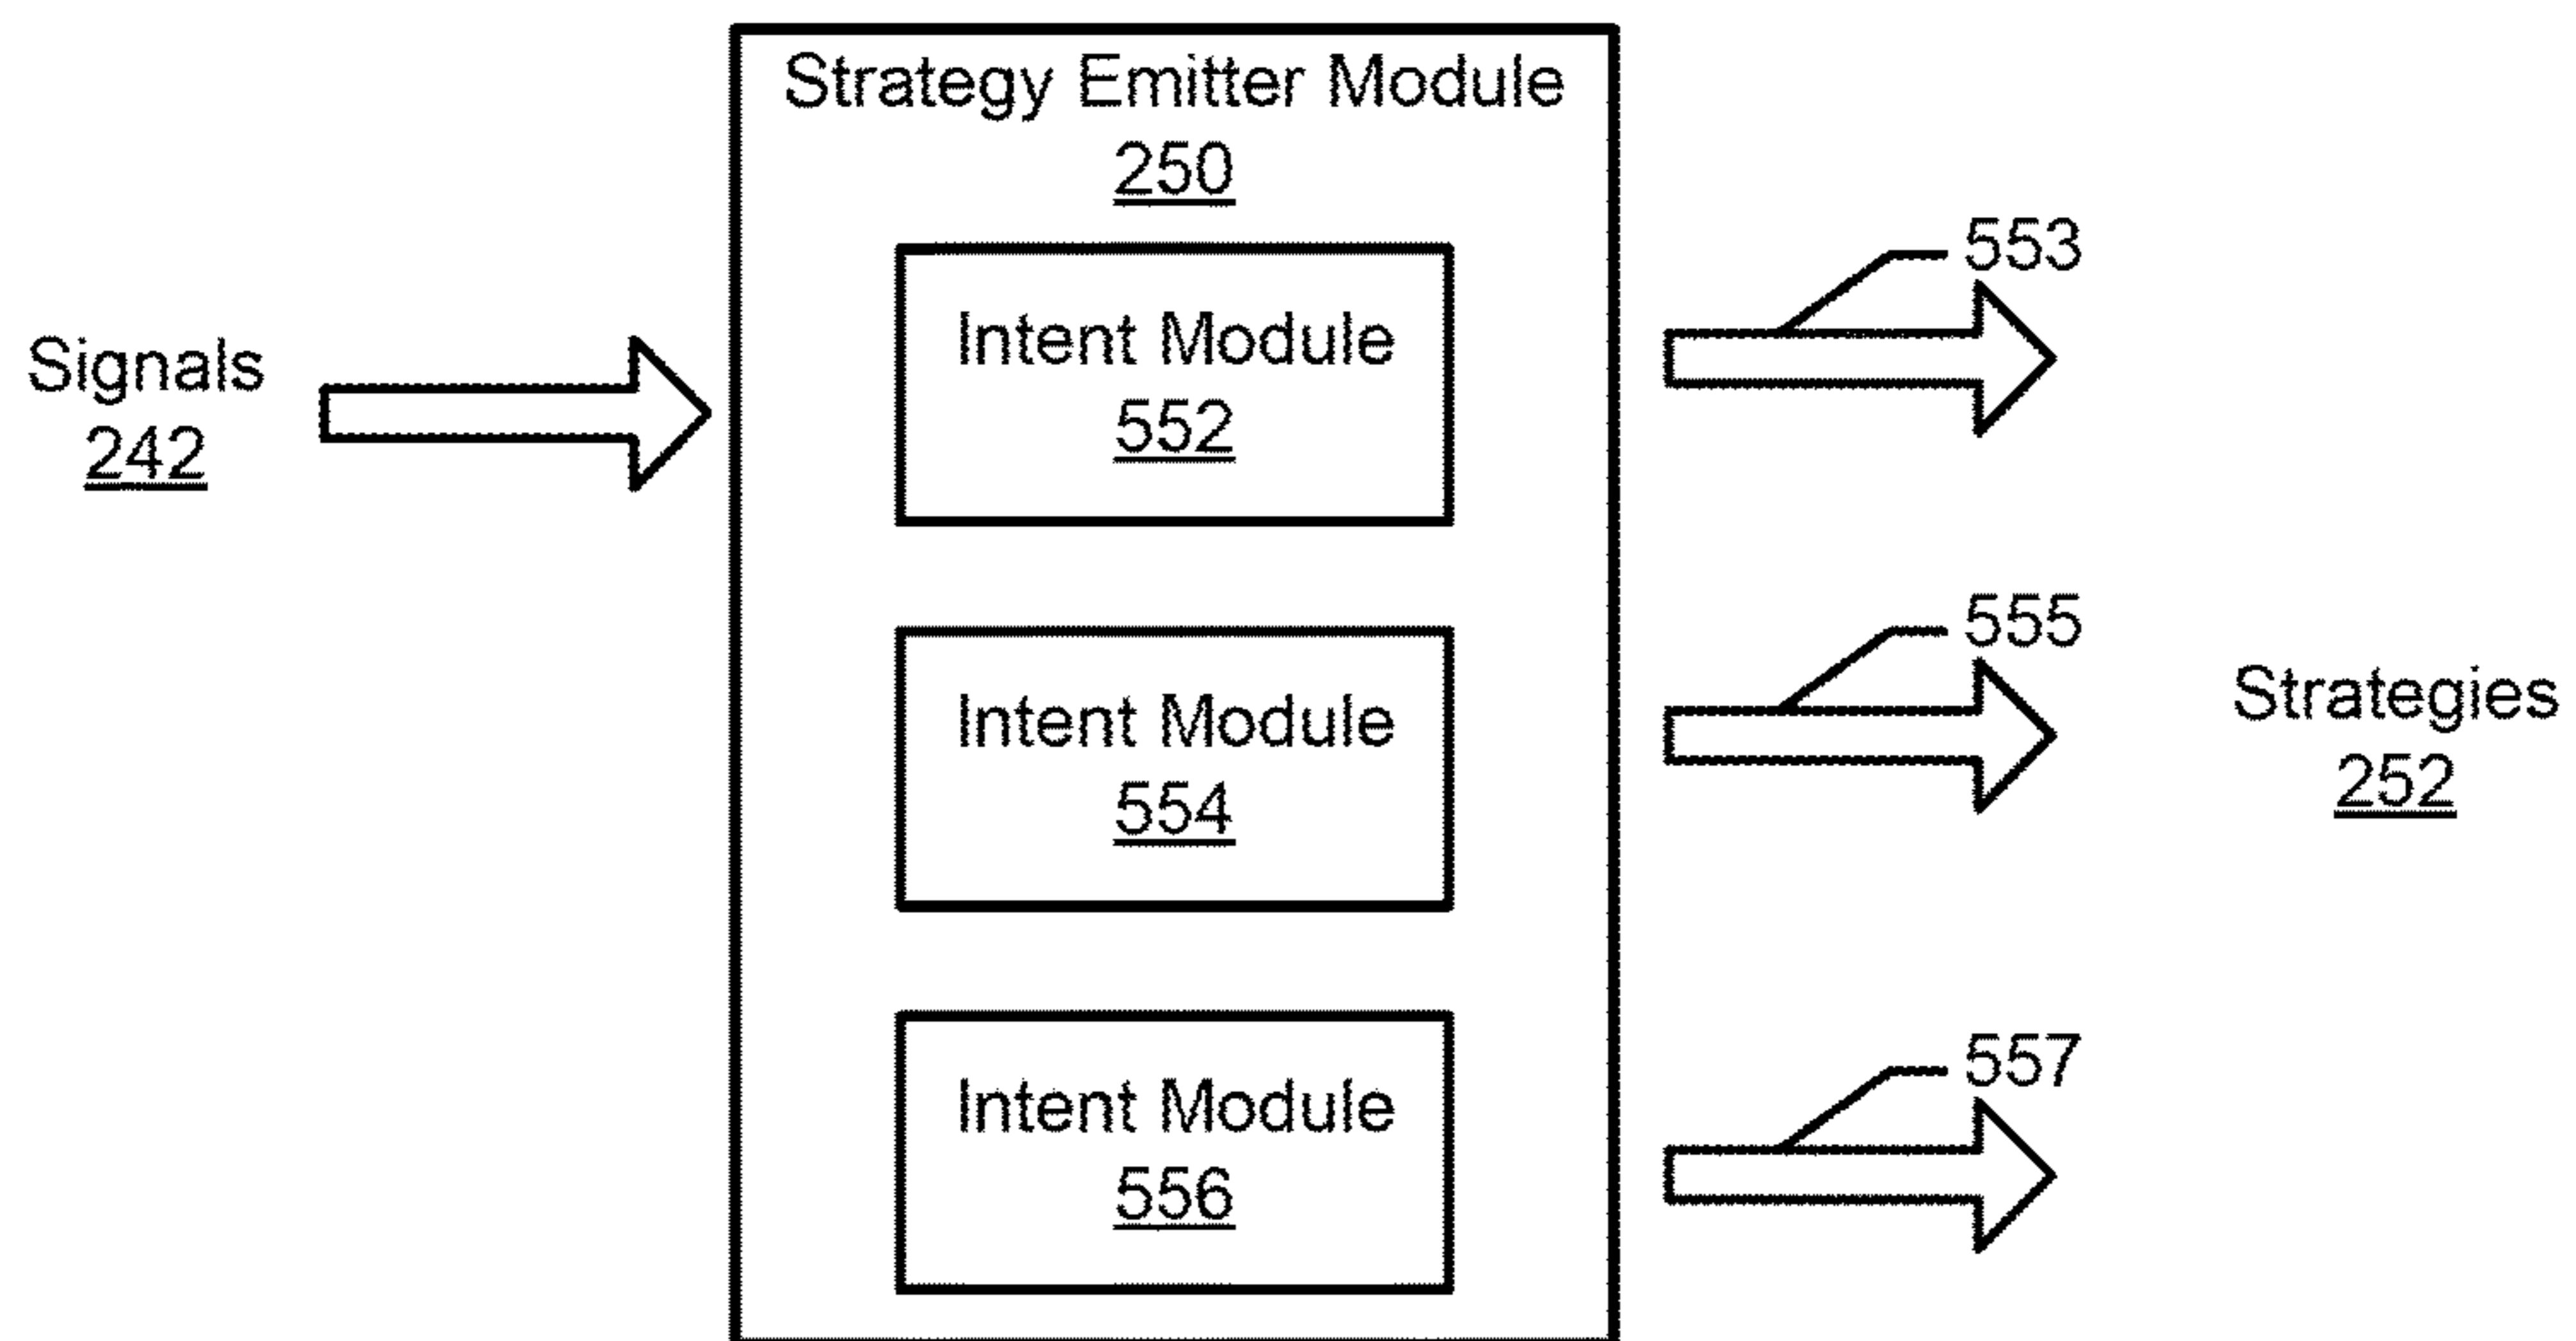 Strategy Emitter Module
250
Signals
242
Intent Module
552
553
Intent Module
554
555
Strategies
252
Intent Module
556
557